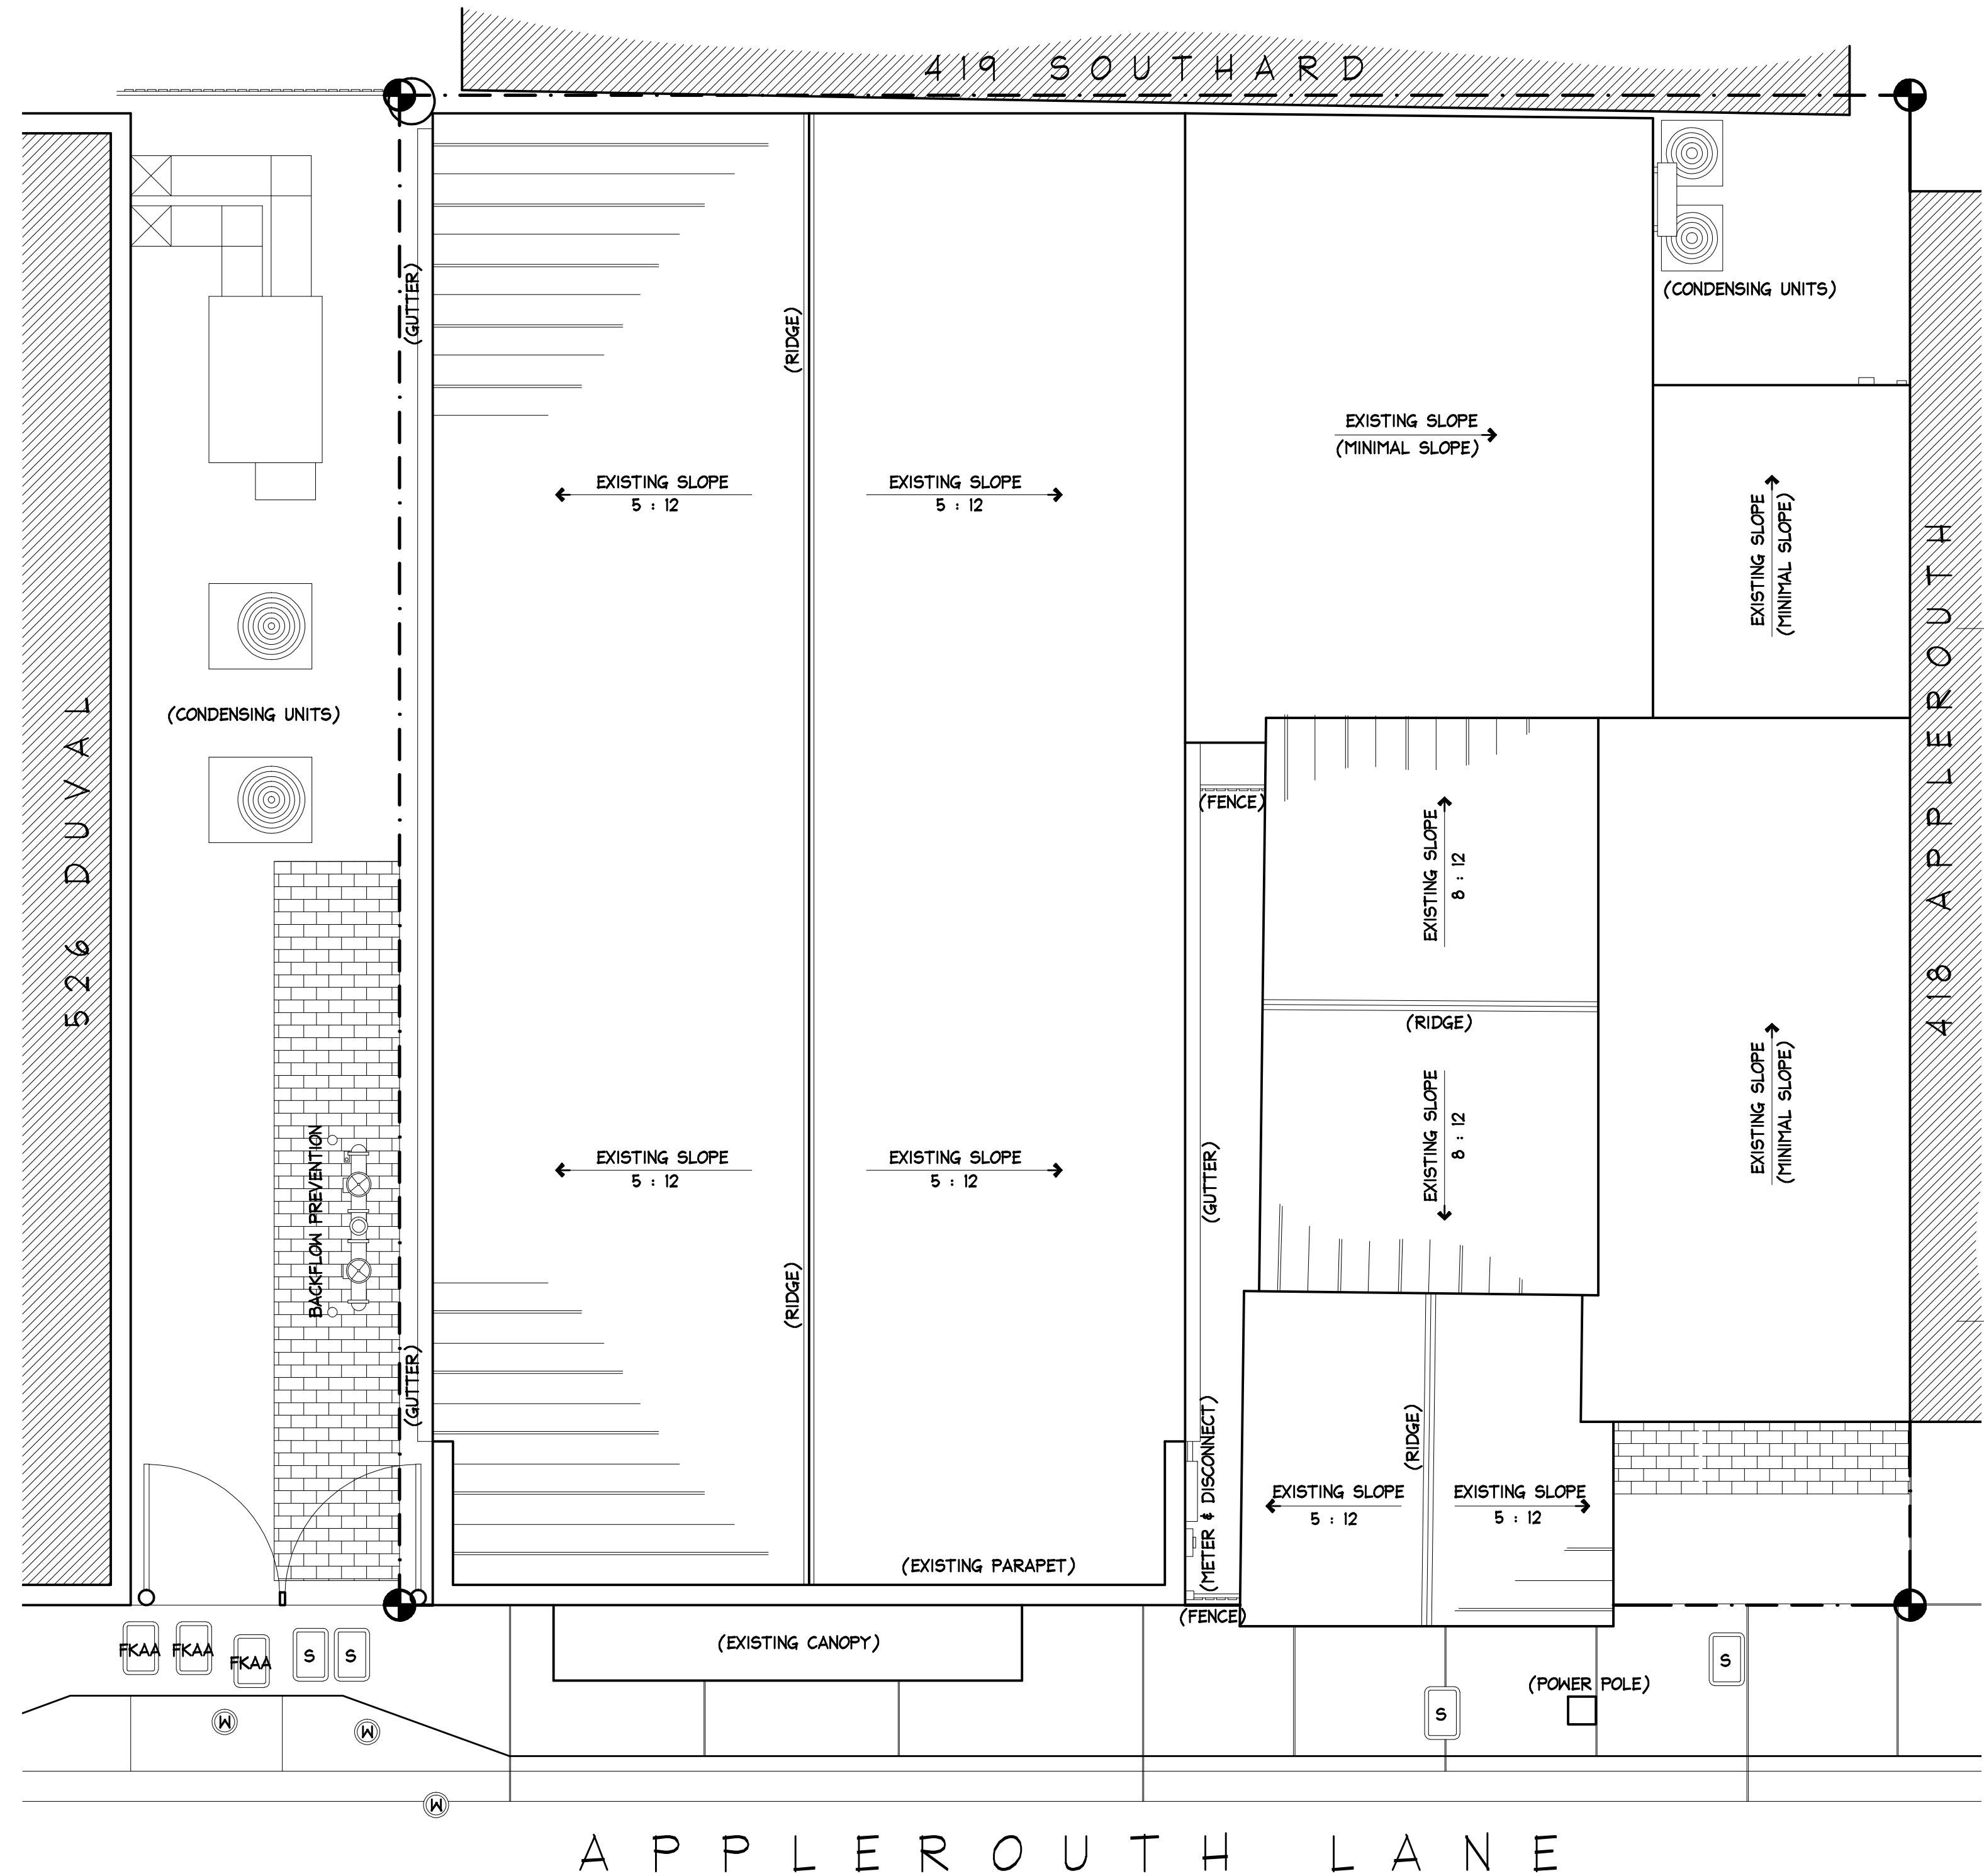 419 SOUTHARD
(GUTTER)
(RIDGE)
(CONDENSING UNITS)
EXISTING SLOPE
(MINIMAL SLOPE)
EXISTING SLOPE
5 : 12
EXISTING SLOPE
5 : 12
EXISTING SLOPE
(MINIMAL SLOPE)
526 DUVAL
(CONDENSING UNITS)
418 APPLEROUTH
(FENCE)
EXISTING SLOPE
8 : 12
(RIDGE)
EXISTING SLOPE
8 : 12
EXISTING SLOPE
(MINIMAL SLOPE)
BACKFLOW PREVENTION
EXISTING SLOPE
5 : 12
EXISTING SLOPE
5 : 12
(GUTTER)
(RIDGE)
(GUTTER)
(METER & DISCONNECT)
(RIDGE)
EXISTING SLOPE
5 : 12
EXISTING SLOPE
5 : 12
(EXISTING PARAPET)
(FENCE)
FKAA
FKAA
FKAA
S
S
(EXISTING CANOPY)
S
(POWER POLE)
S
W
W
W
APPLEROUTH LANE